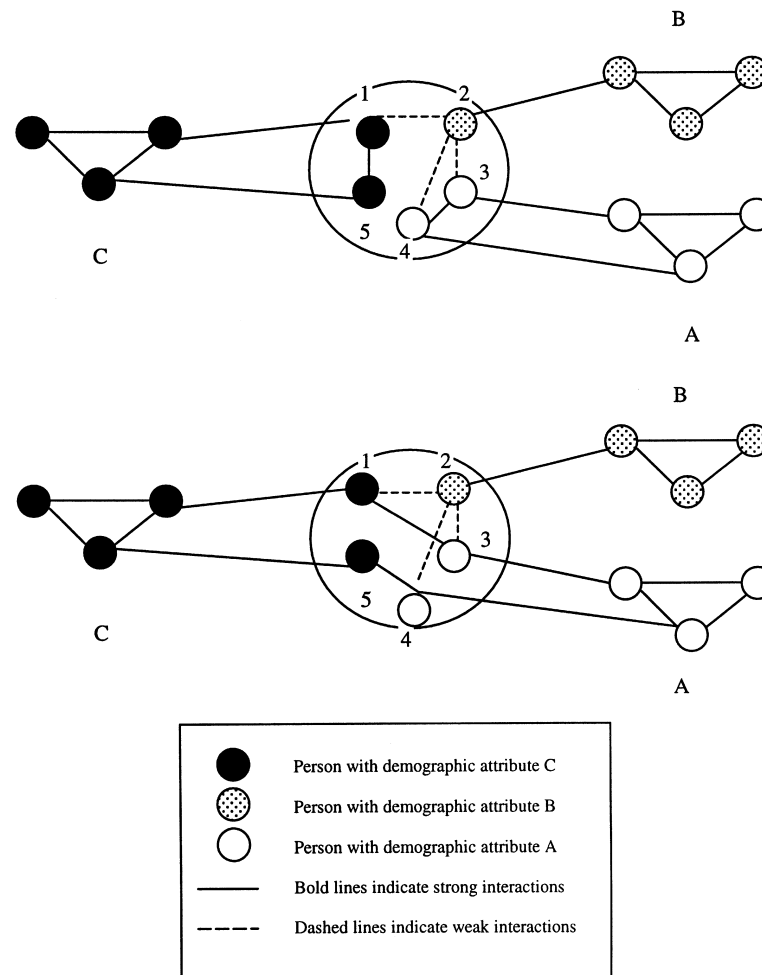 B
1
2
3
5
4
C
A
B
1
2
3
5
4
C
A
Person with demographic attribute C
Person with demographic attribute B
Person with demographic attribute A
Bold lines indicate strong interactions
Dashed lines indicate weak interactions